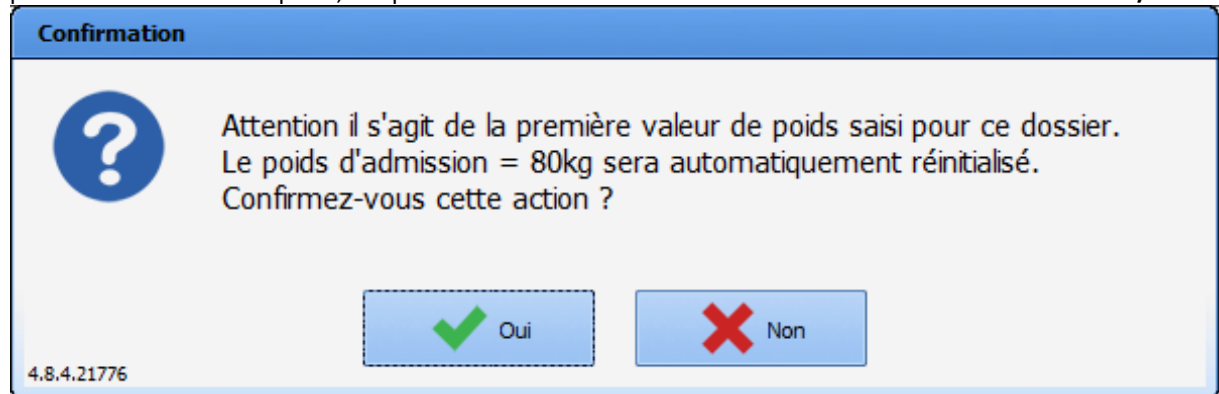 Confirmation
Attention il s'agit de la première valeur de poids saisi pour ce dossier.
Le poids d'admission = 80kg sera automatiquement réinitialisé.
Confirmez-vous cette action ?
Oui
Non
4.8.4.21776